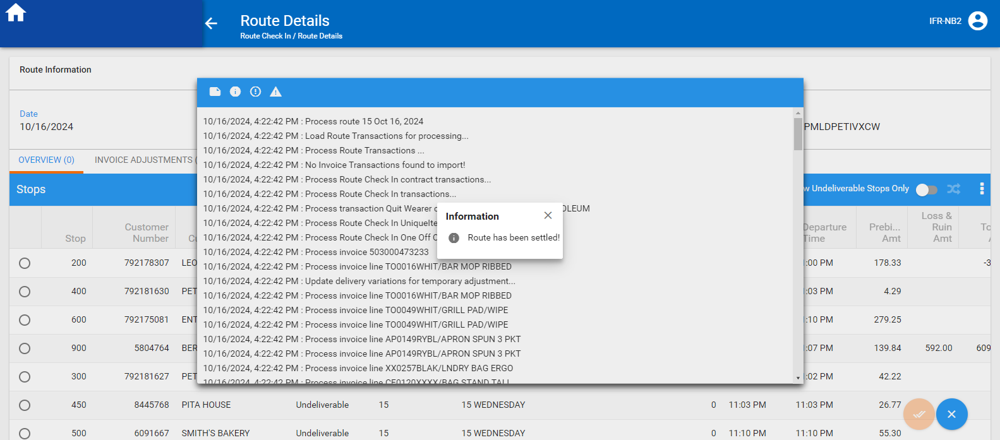 Route Details
Route Check In / Route Details
IFR-NB2
Route Information
Date
10/16/2024
PMLDPETIVXCW
OVERVIEW (0)
INVOICE ADJUSTMENTS (
Stops
Undeliverable Stops Only
Stop
Customer Number
Departure Time
Prebi... Amt
Loss & Ruin Amt
10/16/2024, 4:22:42 PM : Process route 15 Oct 16, 2024
10/16/2024, 4:22:42 PM : Load Route Transactions for processing...
10/16/2024, 4:22:42 PM : Process Route Transactions ...
10/16/2024, 4:22:42 PM : No Invoice Transactions found to import!
10/16/2024, 4:22:42 PM : Process Route Check In contract transactions...
10/16/2024, 4:22:42 PM : Process Route Check In transactions...
10/16/2024, 4:22:42 PM : Process transaction Quit Wearer OLEUM
10/16/2024, 4:22:42 PM : Process Route Check In UniqueIte
10/16/2024, 4:22:42 PM : Process Route Check In One Off
10/16/2024, 4:22:42 PM : Process invoice 503000473233
10/16/2024, 4:22:42 PM : Process invoice line TO0016WHIT/BAR MOP RIBBED
10/16/2024, 4:22:42 PM : Update delivery variations for temporary adjustment...
10/16/2024, 4:22:42 PM : Process invoice line TO0016WHIT/BAR MOP RIBBED
10/16/2024, 4:22:42 PM : Process invoice line TO0049WHIT/GRILL PAD/WIPE
10/16/2024, 4:22:42 PM : Process invoice line TO0049WHIT/GRILL PAD/WIPE
10/16/2024, 4:22:42 PM : Process invoice line AP0149RYBL/APRON SPUN 3 PKT
10/16/2024, 4:22:42 PM : Process invoice line AP0149RYBL/APRON SPUN 3 PKT
10/16/2024, 4:22:42 PM : Process invoice line XX0257BLAK/LNDRY BAG ERGO
10/16/2024, 4:22:42 PM : Process invoice line CE0120XXXX/BAG STAND TALL
Information
Route has been settled!
200 792178307 LEO :00 PM 178.33 -3
400 792181630 PET :03 PM 4.29
600 792175081 ENT :10 PM 279.25
900 5804764 BER :07 PM 139.84 592.00 609
300 792181627 PET :02 PM 42.22
450 8445768 PITA HOUSE Undeliverable 15 15 WEDNESDAY 0 11:03 PM 11:03 PM 26.77
500 6091667 SMITH'S BAKERY Undeliverable 15 15 WEDNESDAY 0 11:10 PM 11:10 PM 55.30